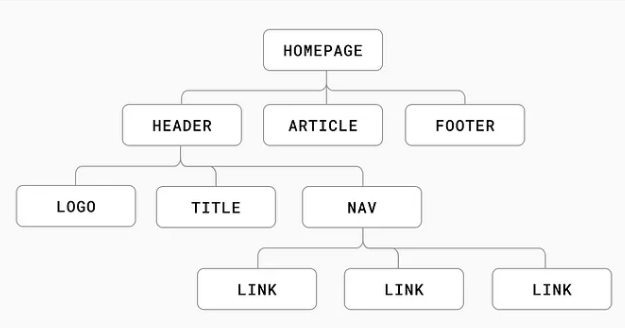 HOMEPAGE
HEADER
ARTICLE
FOOTER
LOGO
TITLE
NAV
LINK
LINK
LINK